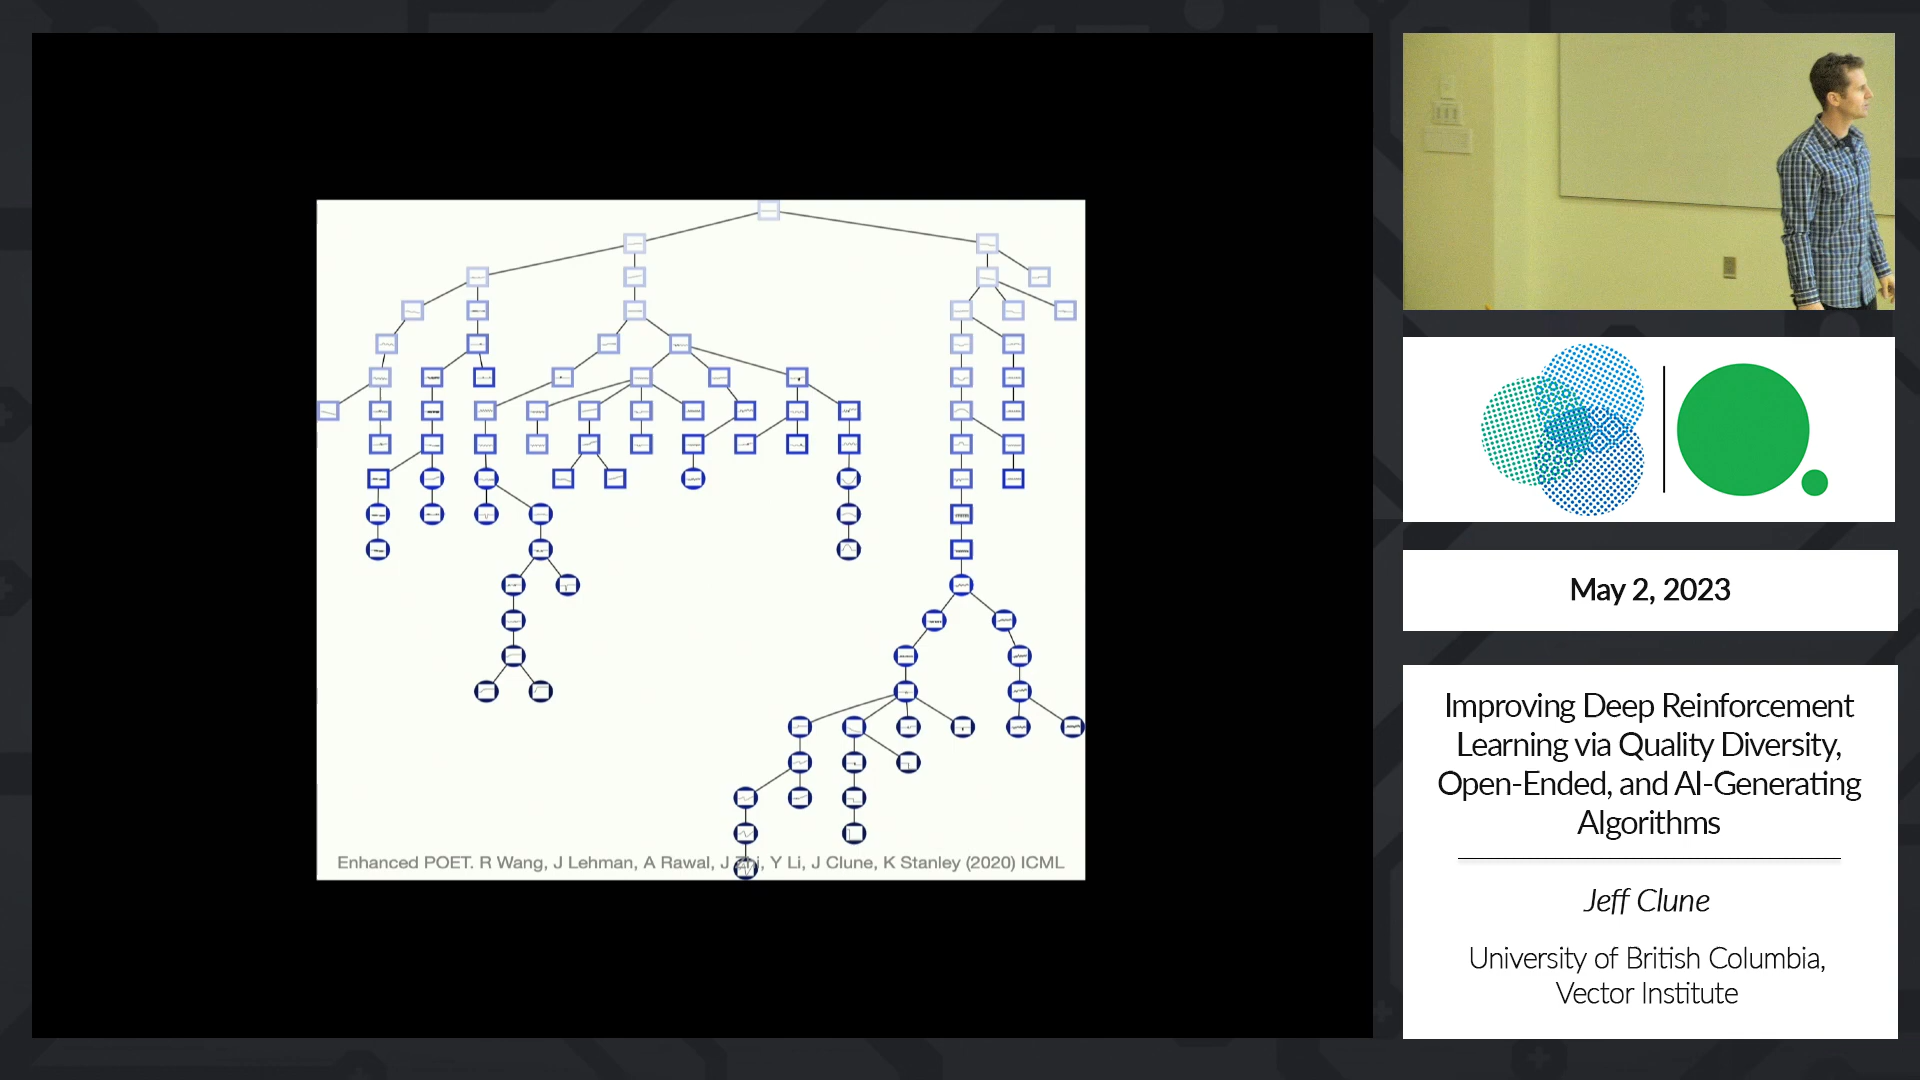 Enhanced POET. R Wang, J Lehman, A Rawal, J Zhi, Y Li, J Clune, K Stanley (2020) ICML
May 2, 2023
Improving Deep Reinforcement
Learning via Quality Diversity,
Open-Ended, and AI-Generating
Algorithms
Jeff Clune
University of British Columbia,
Vector Institute